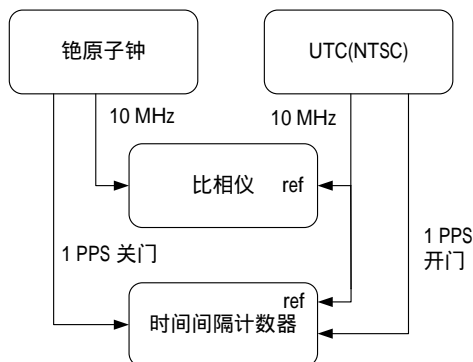 铯原子钟
UTC(NTSC)
10 MHz
10 MHz
比相仪
ref
1 PPS 关门
1 PPS
开门
ref
时间间隔计数器